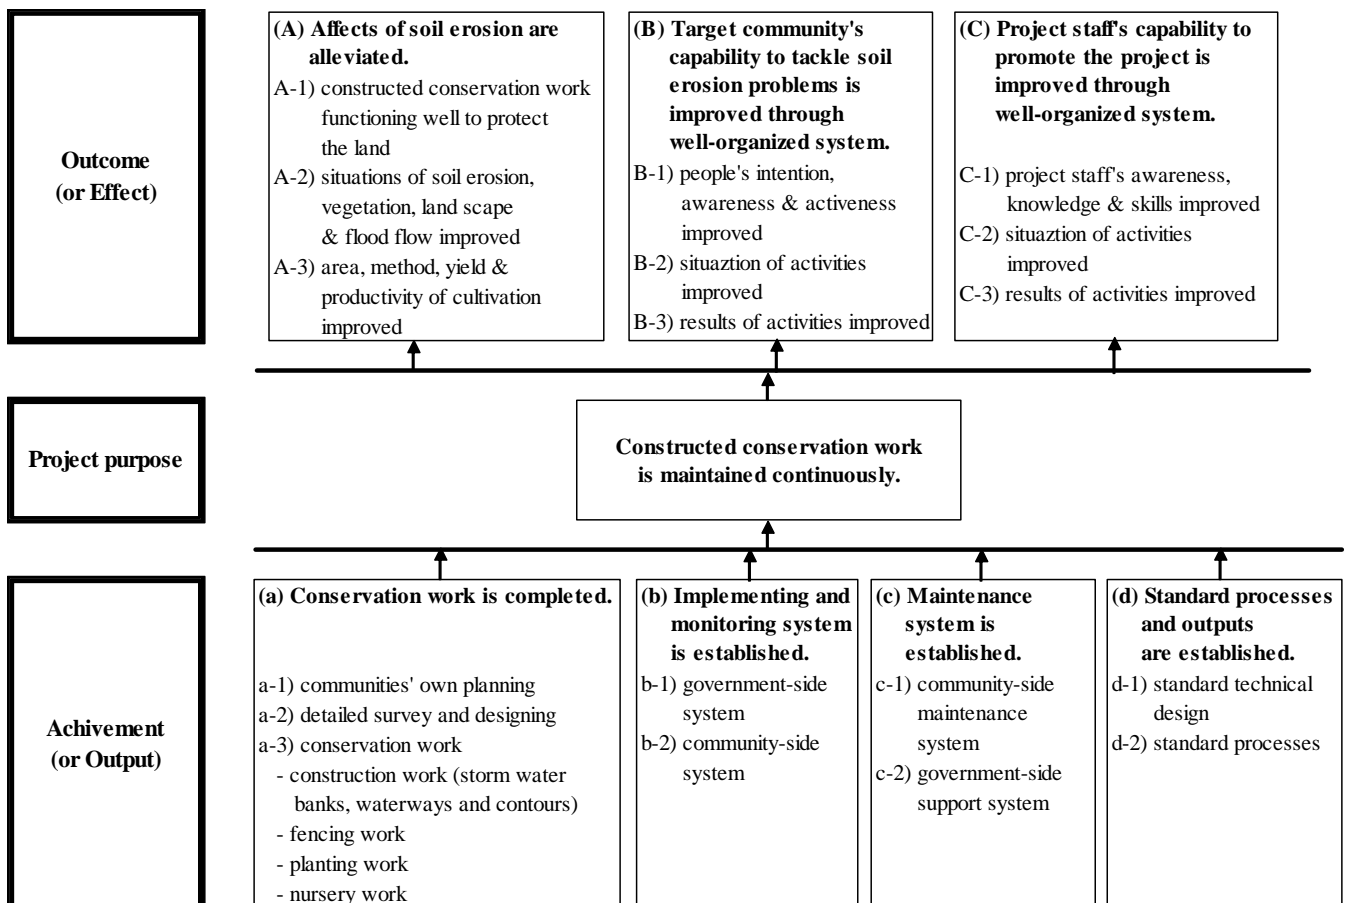 Outcome
(or Effect)
(A) Affects of soil erosion are
alleviated.
A-1) constructed conservation work
functioning well to protect
the land
A-2) situations of soil erosion,
vegetation, land scape
& flood flow improved
A-3) area, method, yield &
productivity of cultivation
improved
(B) Target community's
capability to tackle soil
erosion problems is
improved through
well-organized system.
B-1) people's intention,
awareness & activeness
improved
B-2) situaztion of activities
improved
B-3) results of activities improved
(C) Project staff's capability to
promote the project is
improved through
well-organized system.
C-1) project staff's awareness,
knowledge & skills improved
C-2) situaztion of activities
improved
C-3) results of activities improved
Project purpose
Constructed conservation work
is maintained continuously.
Achivement
(or Output)
(a) Conservation work is completed.
a-1) communities' own planning
a-2) detailed survey and designing
a-3) conservation work
- construction work (storm water
banks, waterways and contours)
- fencing work
- planting work
- nursery work
(b) Implementing and
monitoring system
is established.
b-1) government-side
system
b-2) community-side
system
(c) Maintenance
system is
established.
c-1) community-side
maintenance
system
c-2) government-side
support system
(d) Standard processes
and outputs
are established.
d-1) standard technical
design
d-2) standard processes